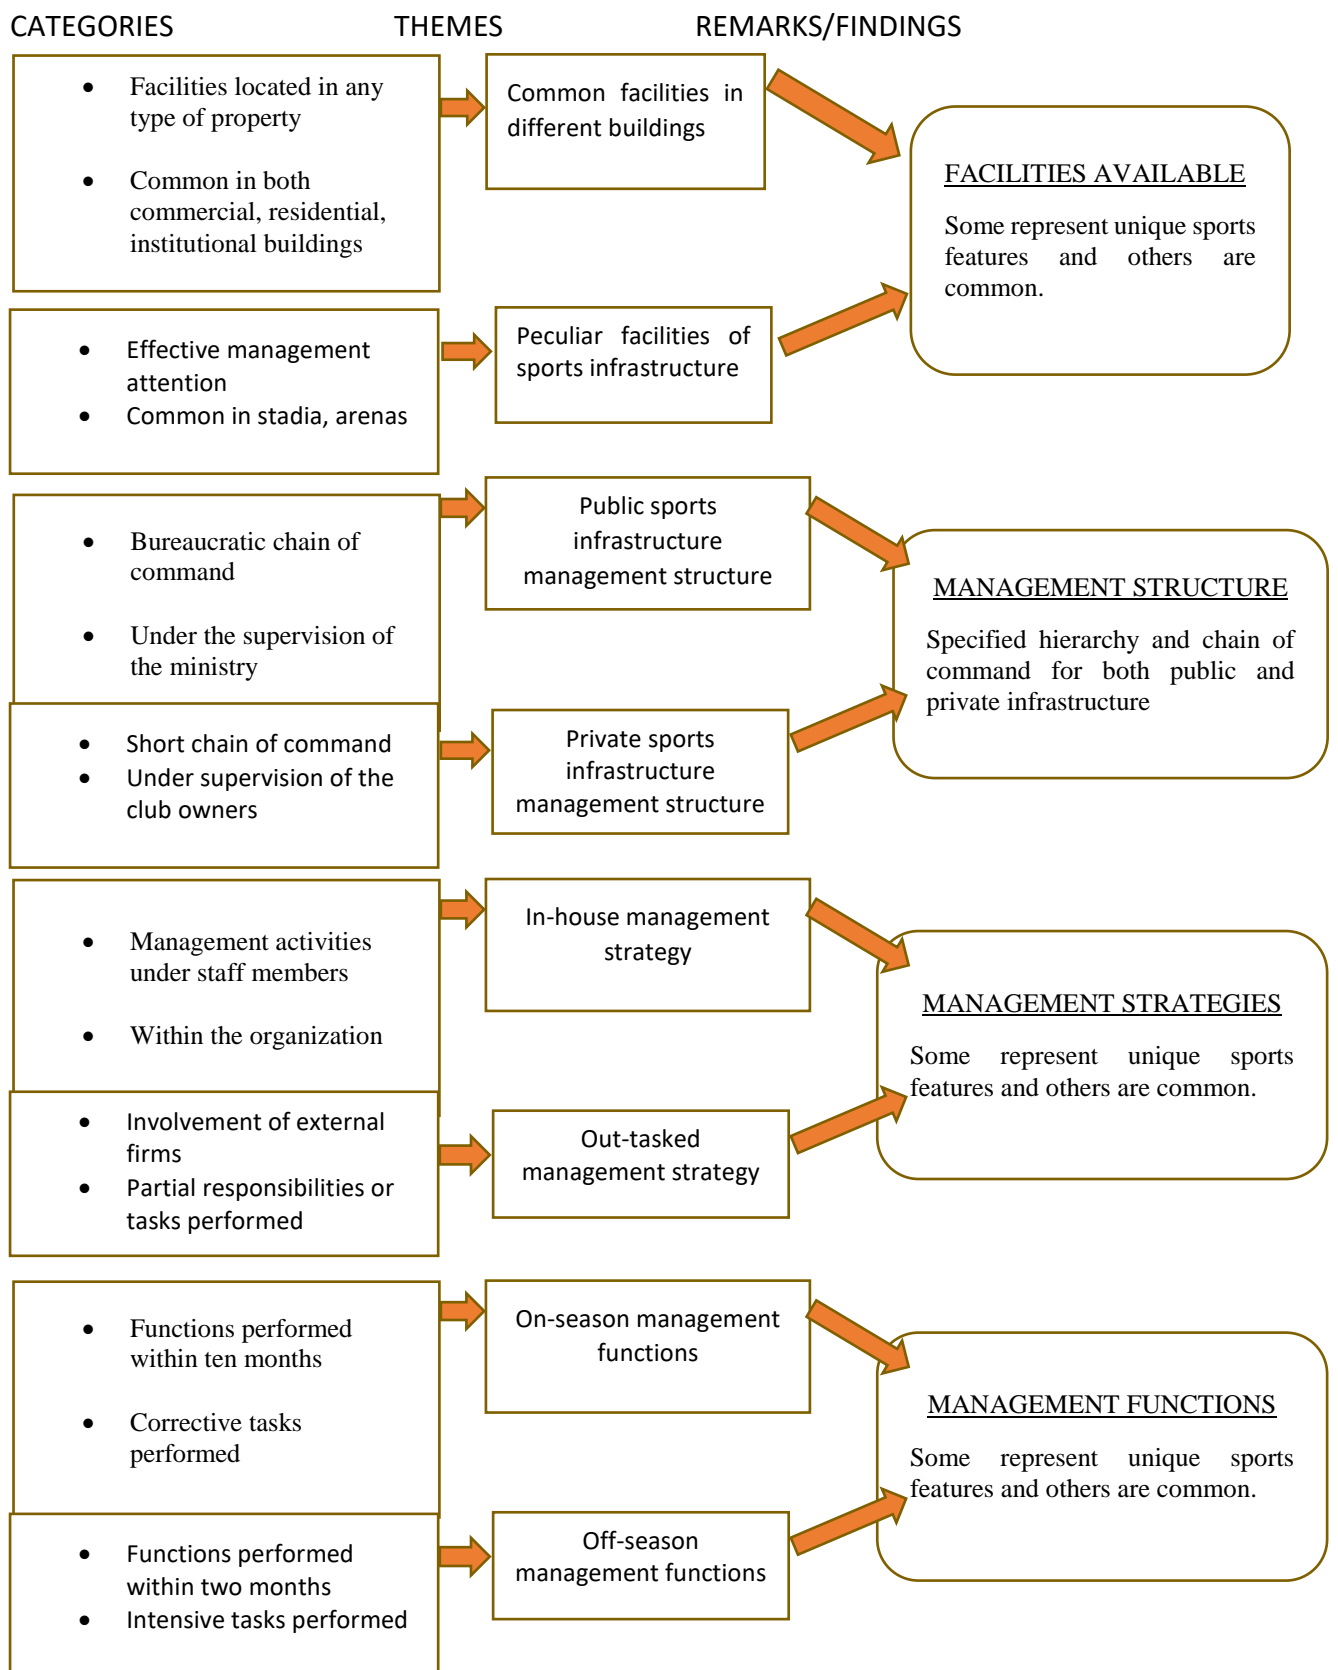 CATEGORIES THEMES REMARKS/FINDINGS
• Facilities located in any
type of property
• Common in both
commercial, residential,
institutional buildings
Common facilities in
different buildings
FACILITIES AVAILABLE
Some represent unique sports
features and others are
common.
• Effective management
attention
• Common in stadia, arenas
Peculiar facilities of
sports infrastructure
• Bureaucratic chain of
command
• Under the supervision of
the ministry
Public sports
infrastructure
management structure
MANAGEMENT STRUCTURE
Specified hierarchy and chain of
command for both public and
private infrastructure
• Short chain of command
• Under supervision of the
club owners
Private sports
infrastructure
management structure
• Management activities
under staff members
• Within the organization
In-house management
strategy
MANAGEMENT STRATEGIES
Some represent unique sports
features and others are common.
• Involvement of external
firms
• Partial responsibilities or
tasks performed
Out-tasked
management strategy
• Functions performed
within ten months
• Corrective tasks
performed
On-season management
functions
MANAGEMENT FUNCTIONS
Some represent unique sports
features and others are common.
• Functions performed
within two months
• Intensive tasks performed
Off-season
management functions